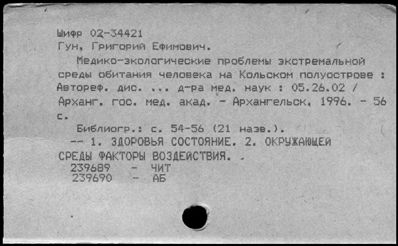 Шифр 02-34421
Гун, Григорий Ефимович.
Медико-экологические проблемы экстремальной
среды обитания человека на Кольском полуострове :
Автореф. дис. ... д-ра мед. наук : 05.26.02 /
Арханг. гос. мед. акад. - Архангельск, 1996. - 56
с.
Библиогр.: с. 54-56 (21 назв.).
-- 1. ЗДОРОВЬЯ СОСТОЯНИЕ. 2. ОКРУЖАЮЩЕЙ
СРЕДЫ ФАКТОРЫ ВОЗДЕЙСТВИЯ.
239689 - ЧИТ
239690 - АБ